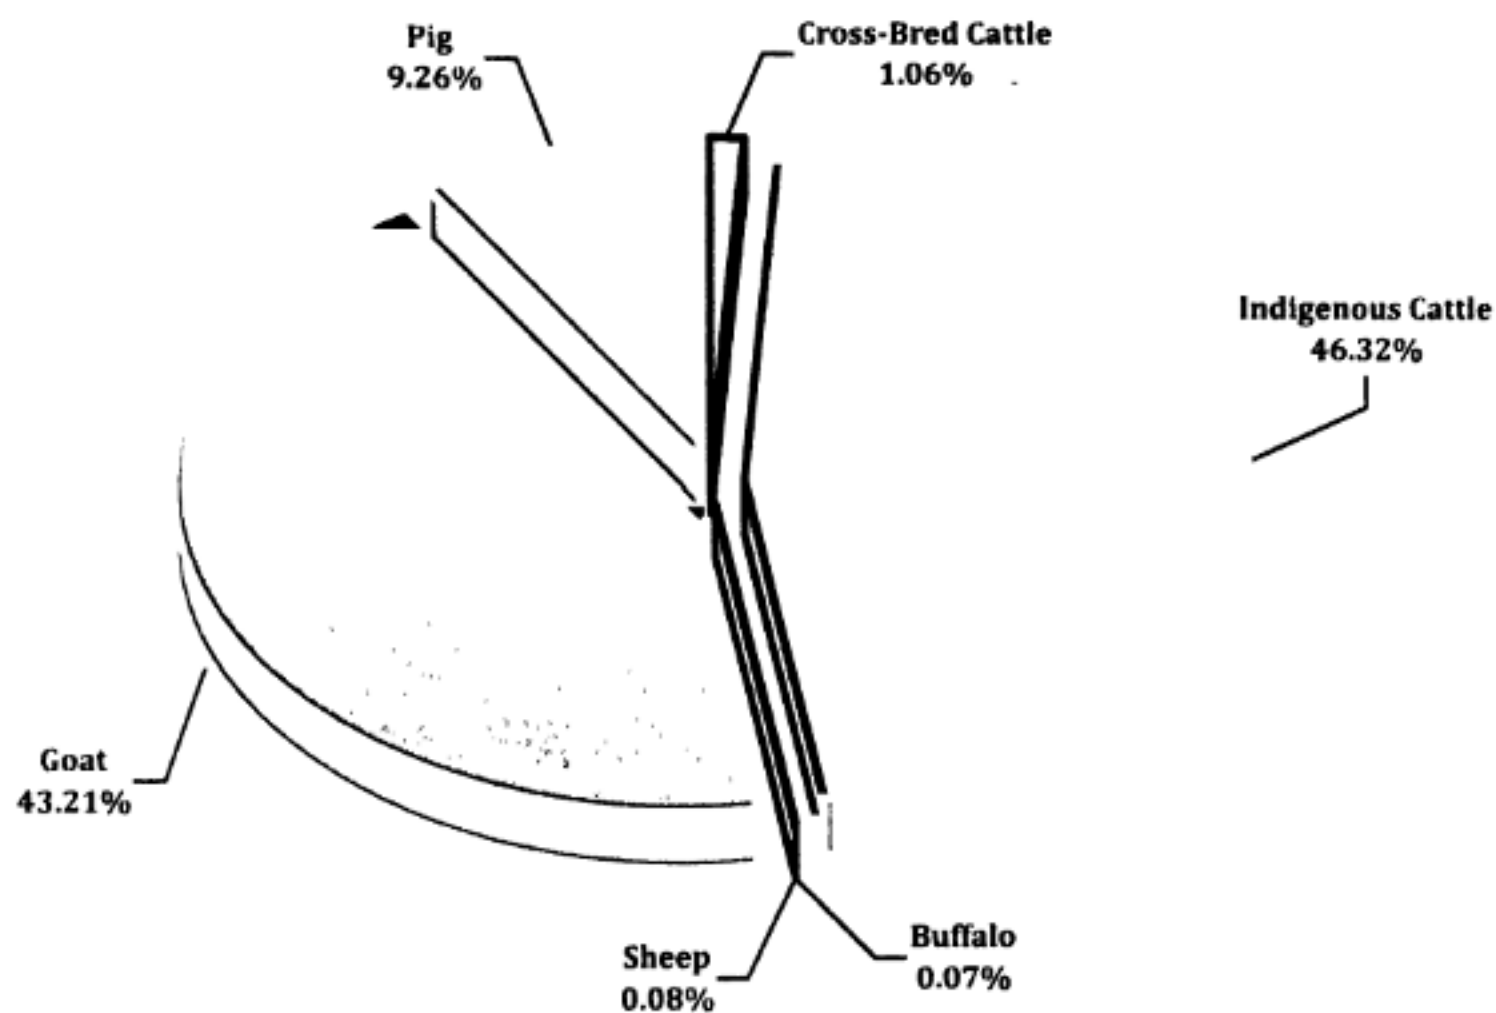 Pig
9.26%
Cross-Bred Cattle
1.06%
Indigenous Cattle
46.32%
Goat
43.21%
Buffalo
0.07%
Sheep
0.08%